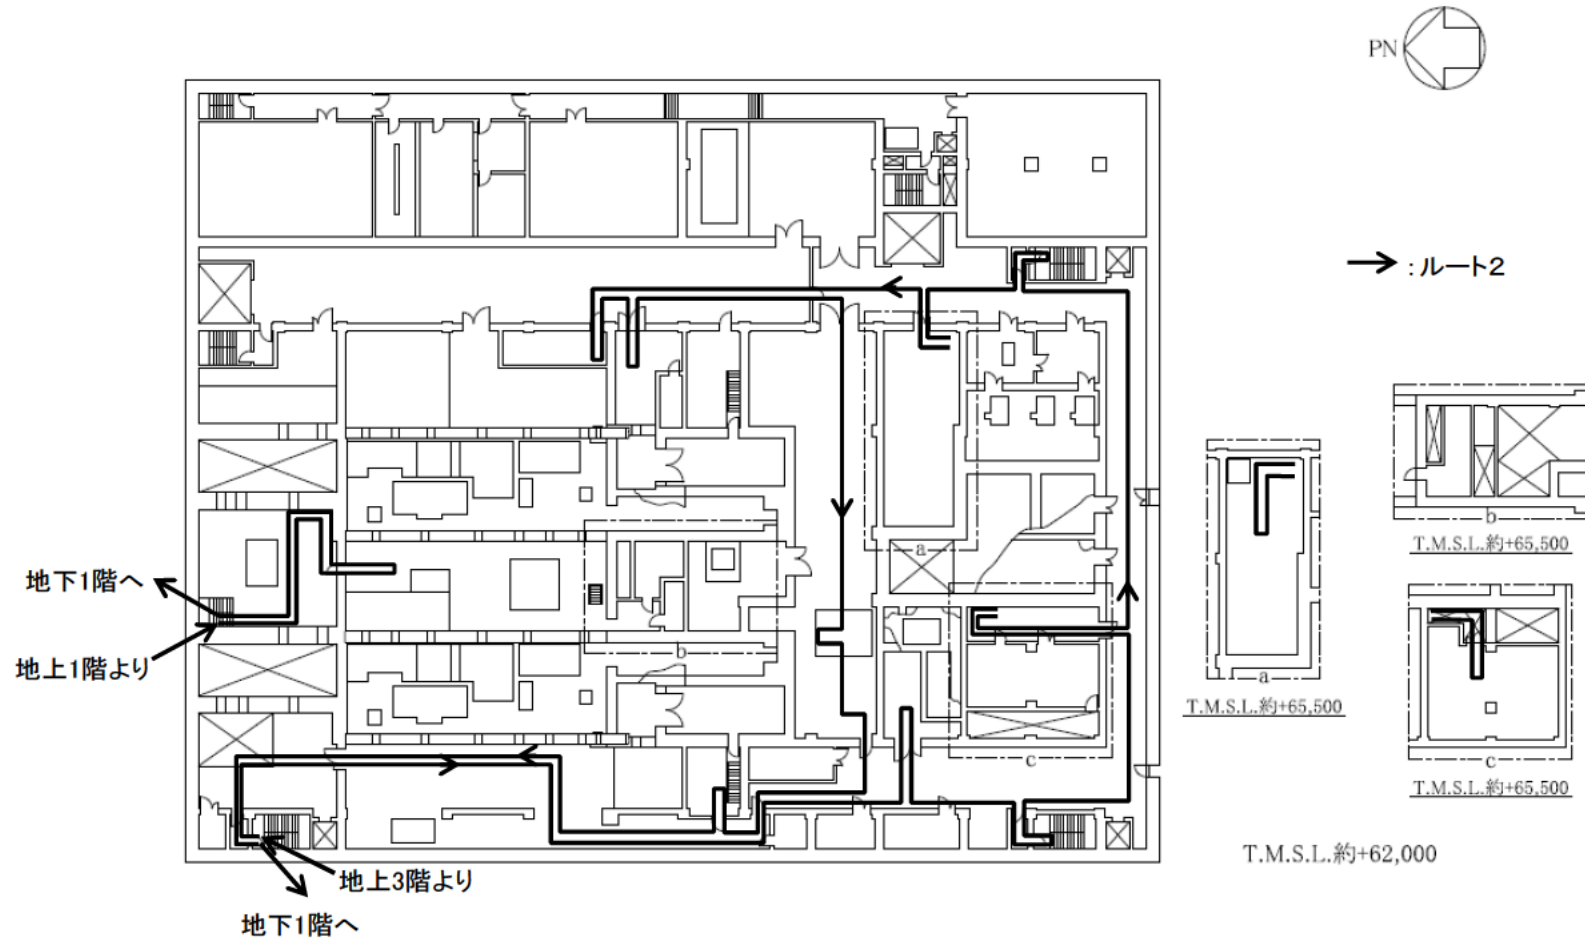 PN
→ : ルート2
a
b
T.M.S.L.約+65,500
地下1階へ
地上1階より
a
T.M.S.L.約+65,500
b
c
c
T.M.S.L.約+65,500
T.M.S.L.約+62,000
地上3階より
地下1階へ